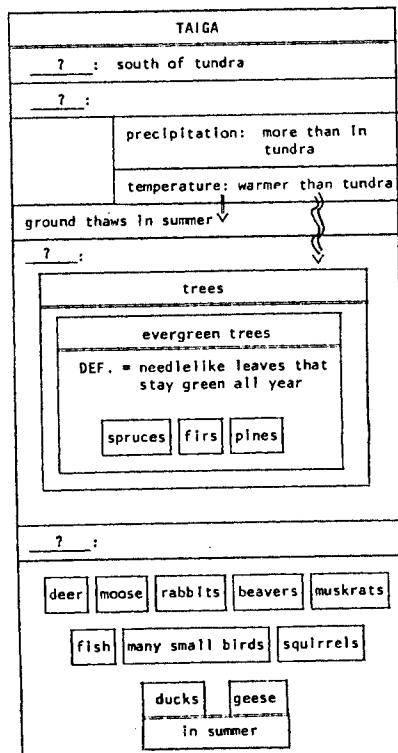 TAIGA
? : south of tundra
? :
precipitation: more than in
tundra
temperature: warmer than tundra
ground thaws in summer
? :
trees
evergreen trees
DEF. = needlelike leaves that
stay green all year
spruces firs pines
? :
deer moose rabbits beavers muskrats
fish many small birds squirrels
ducks geese
in summer